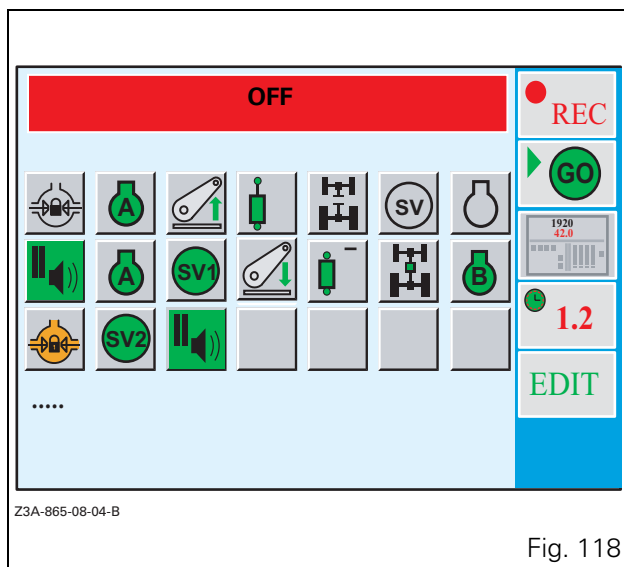 OFF
REC
GO
1920
42.0
A
SV
A
SV1
B
1.2
SV2
EDIT
.....
Z3A-865-08-04-B
Fig. 118